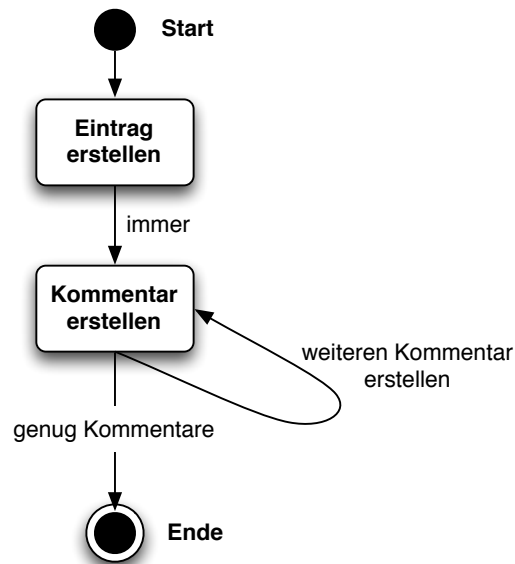 Start
Eintrag
erstellen
immer
Kommentar
erstellen
weiteren Kommentar
erstellen
genug Kommentare
Ende